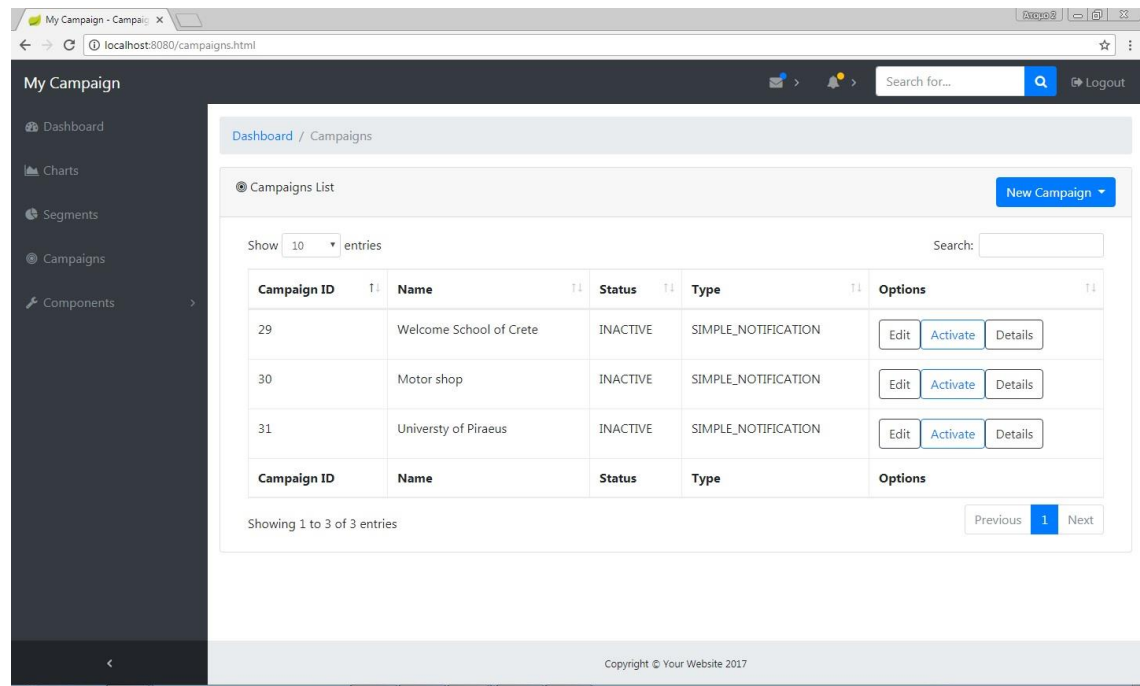 My Campaign - Campaig
localhost:8080/campaigns.html
My Campaign
Search for...
Logout
Dashboard
Charts
Segments
Campaigns
Components
Dashboard / Campaigns
Campaigns List
New Campaign
Show 10 entries
Search:
Campaign ID Name Status Type Options
29 Welcome School of Crete INACTIVE SIMPLE_NOTIFICATION Edit Activate Details
30 Motor shop INACTIVE SIMPLE_NOTIFICATION Edit Activate Details
31 Universty of Piraeus INACTIVE SIMPLE_NOTIFICATION Edit Activate Details
Campaign ID Name Status Type Options
Showing 1 to 3 of 3 entries
Previous 1 Next
Copyright © Your Website 2017